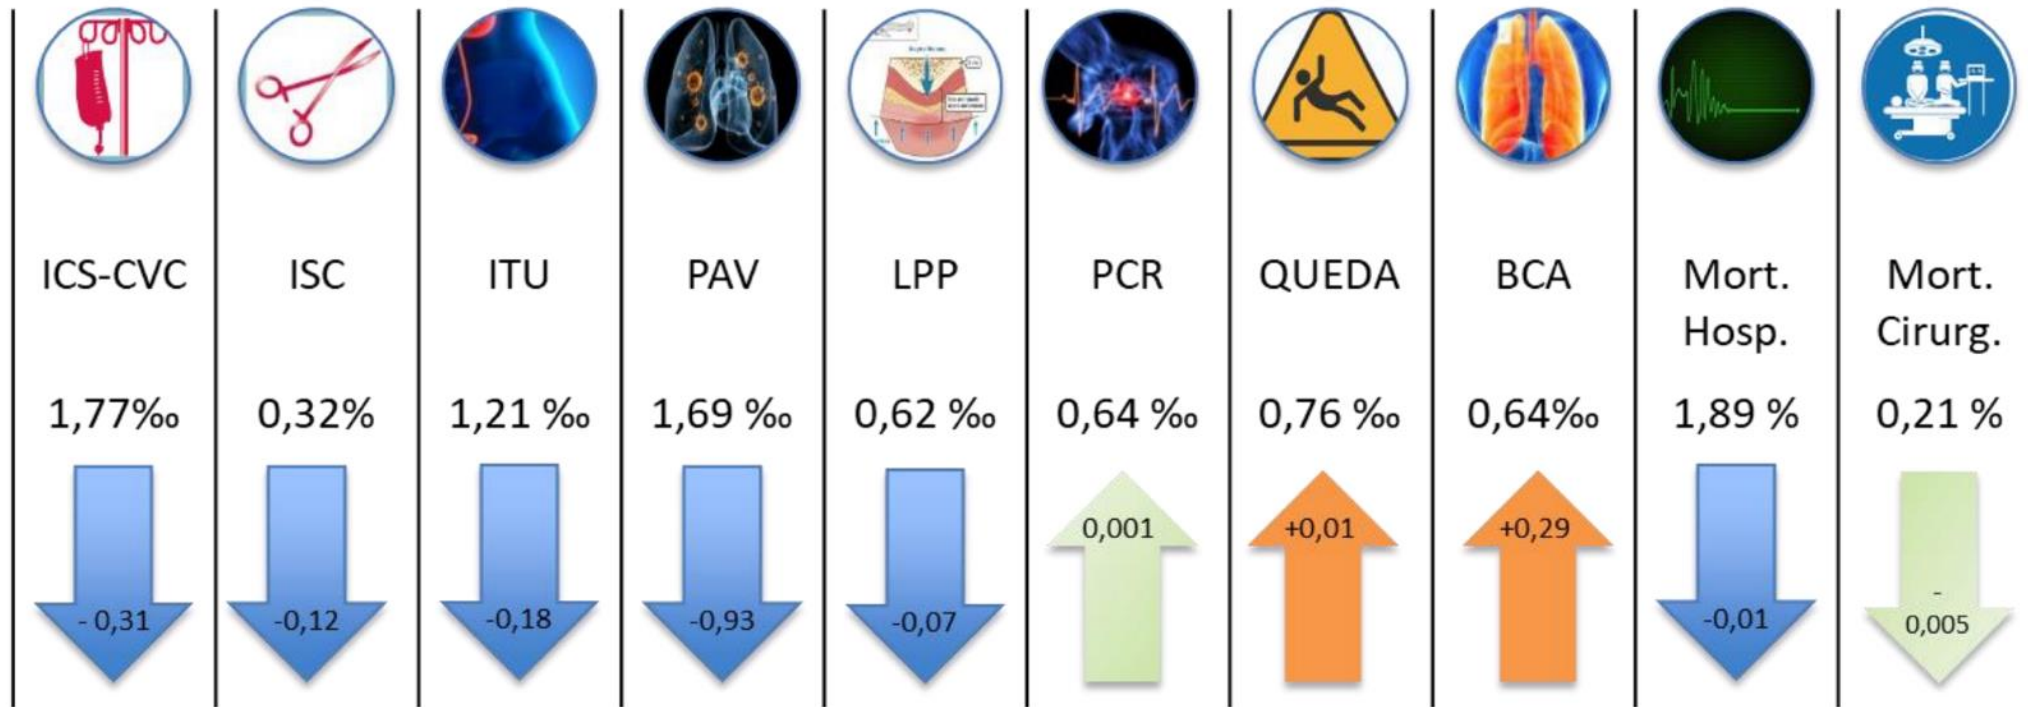 ICS-CVC
1,77‰
- 0,31
ISC
0,32%
-0,12
ITU
1,21 ‰
-0,18
PAV
1,69 ‰
-0,93
LPP
0,62 ‰
-0,07
PCR
0,64 ‰
0,001
QUEDA
0,76 ‰
+0,01
BCA
0,64‰
+0,29
Mort.
Hosp.
1,89 %
-0,01
Mort.
Cirurg.
0,21 %
-
0,005